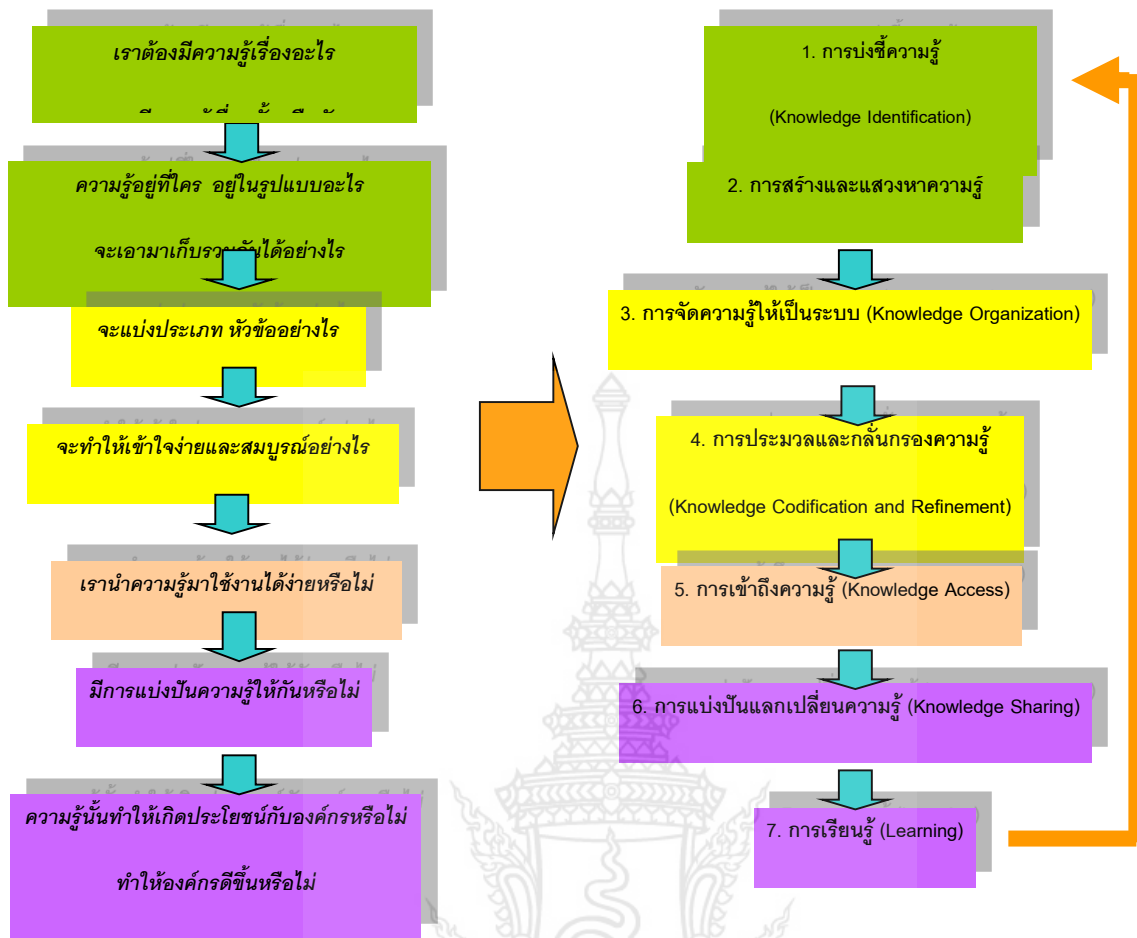 เราต้องมีความรู้เรื่องอะไร
ความรู้อยู่ที่ใคร อยู่ในรูปแบบอะไร
จะเอามาเก็บรวมกันได้อย่างไร
จะแบ่งประเภท หัวข้ออย่างไร
จะทำให้เข้าใจง่ายและสมบูรณ์อย่างไร
เรานำความรู้มาใช้งานได้ง่ายหรือไม่
มีการแบ่งปันความรู้ให้กันหรือไม่
ความรู้นั้นทำให้เกิดประโยชน์กับองค์กรหรือไม่
ทำให้องค์กรดีขึ้นหรือไม่
1. การบ่งชี้ความรู้
(Knowledge Identification)
2. การสร้างและแสวงหาความรู้
3. การจัดความรู้ให้เป็นระบบ (Knowledge Organization)
4. การประมวลและกลั่นกรองความรู้
(Knowledge Codification and Refinement)
5. การเข้าถึงความรู้ (Knowledge Access)
6. การแบ่งปันแลกเปลี่ยนความรู้ (Knowledge Sharing)
7. การเรียนรู้ (Learning)